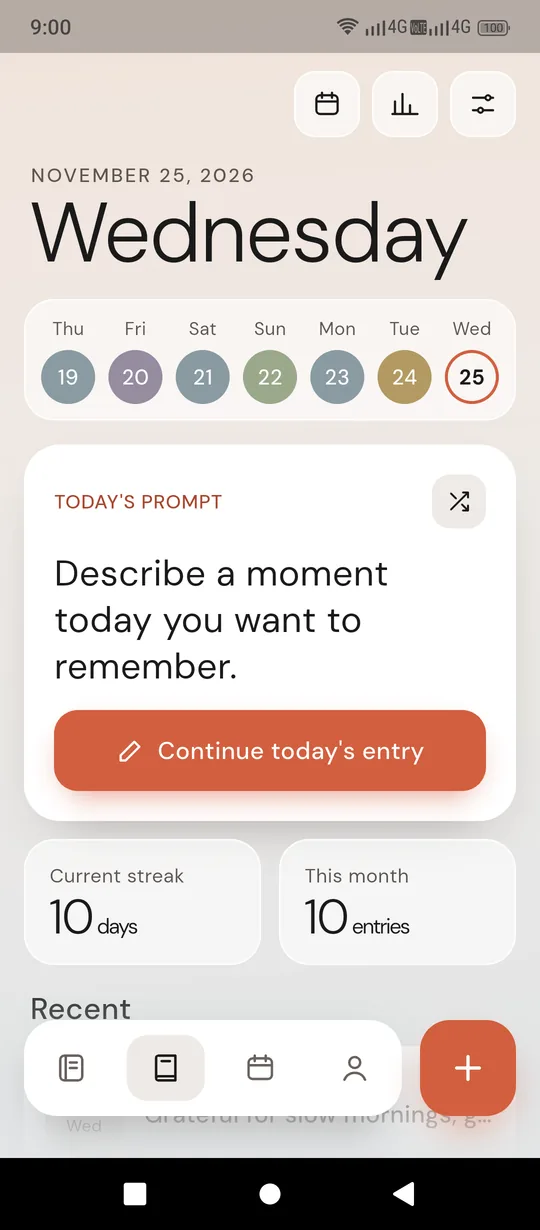 9:00
4G VoLTE 4G 100
NOVEMBER 25, 2026
Wednesday
Thu Fri Sat Sun Mon Tue Wed
19 20 21 22 23 24 25
TODAY'S PROMPT
Describe a moment
today you want to
remember.
Continue today's entry
Current streak
10 days
This month
10 entries
Recent
Wed
Grateful for slow mornings, g...